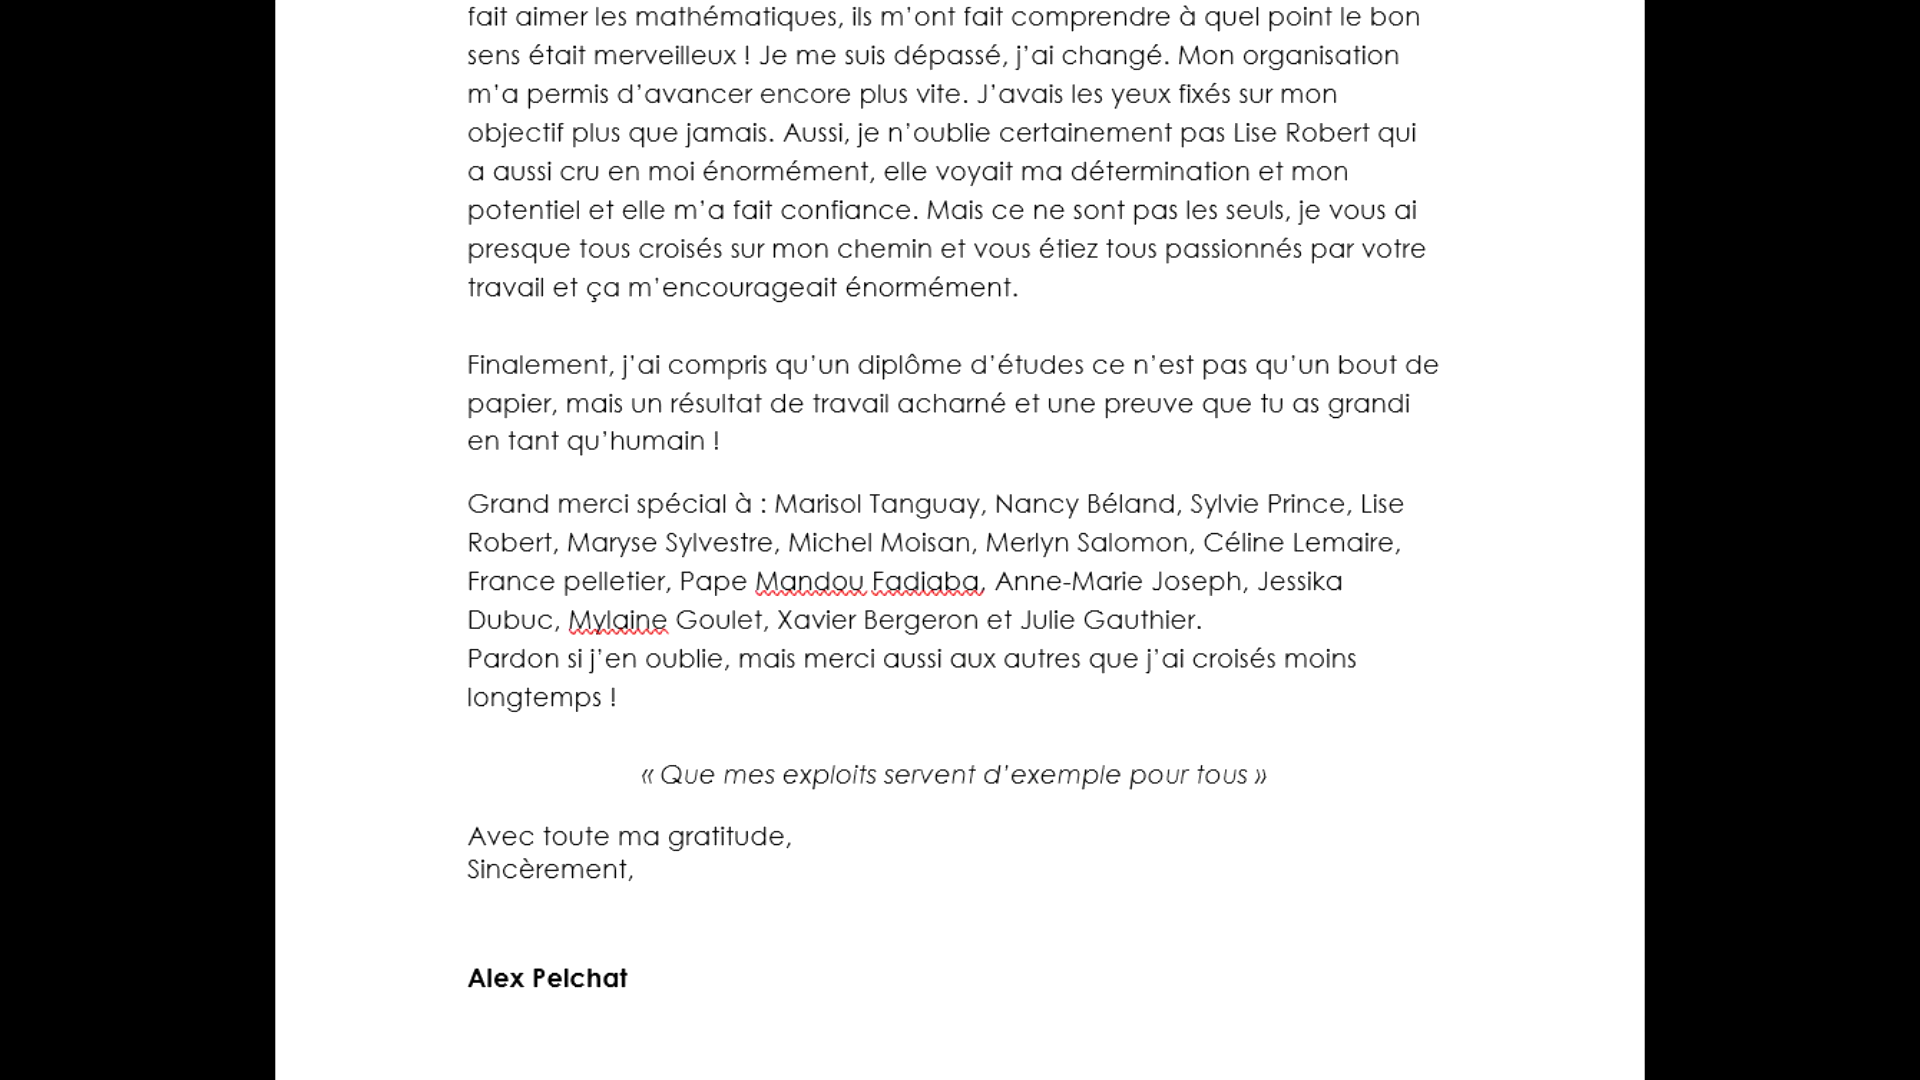 fait aimer les mathématiques, ils m’ont fait comprendre à quel point le bon
sens était merveilleux ! Je me suis dépassé, j’ai changé. Mon organisation
m’a permis d’avancer encore plus vite. J’avais les yeux fixés sur mon
objectif plus que jamais. Aussi, je n’oublie certainement pas Lise Robert qui
a aussi cru en moi énormément, elle voyait ma détermination et mon
potentiel et elle m’a fait confiance. Mais ce ne sont pas les seuls, je vous ai
presque tous croisés sur mon chemin et vous étiez tous passionnés par votre
travail et ça m’encourageait énormément.
Finalement, j’ai compris qu’un diplôme d’études ce n’est pas qu’un bout de
papier, mais un résultat de travail acharné et une preuve que tu as grandi
en tant qu’humain !
Grand merci spécial à : Marisol Tanguay, Nancy Béland, Sylvie Prince, Lise
Robert, Maryse Sylvestre, Michel Moisan, Merlyn Salomon, Céline Lemaire,
France pelletier, Pape Mandou Fadiaba, Anne-Marie Joseph, Jessika
Dubuc, Mylaine Goulet, Xavier Bergeron et Julie Gauthier.
Pardon si j’en oublie, mais merci aussi aux autres que j’ai croisés moins
longtemps !
« Que mes exploits servent d’exemple pour tous »
Avec toute ma gratitude,
Sincèrement,
Alex Pelchat